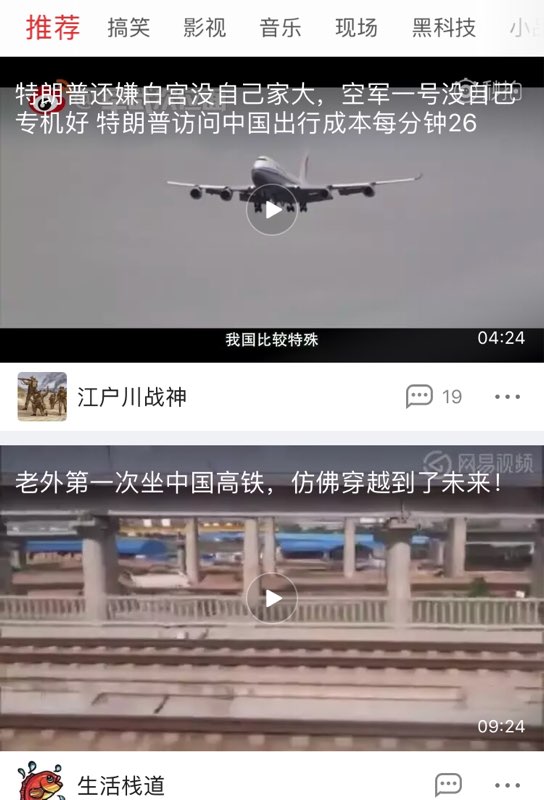 推荐 搞笑 影视 音乐 现场 黑科技 小
特朗普还嫌白宫没自己家大，空军一号没自己
专机好 特朗普访问中国出行成本每分钟26
我国比较特殊
04:24
江户川战神
19
网易视频
老外第一次坐中国高铁，仿佛穿越到了未来！
09:24
生活栈道